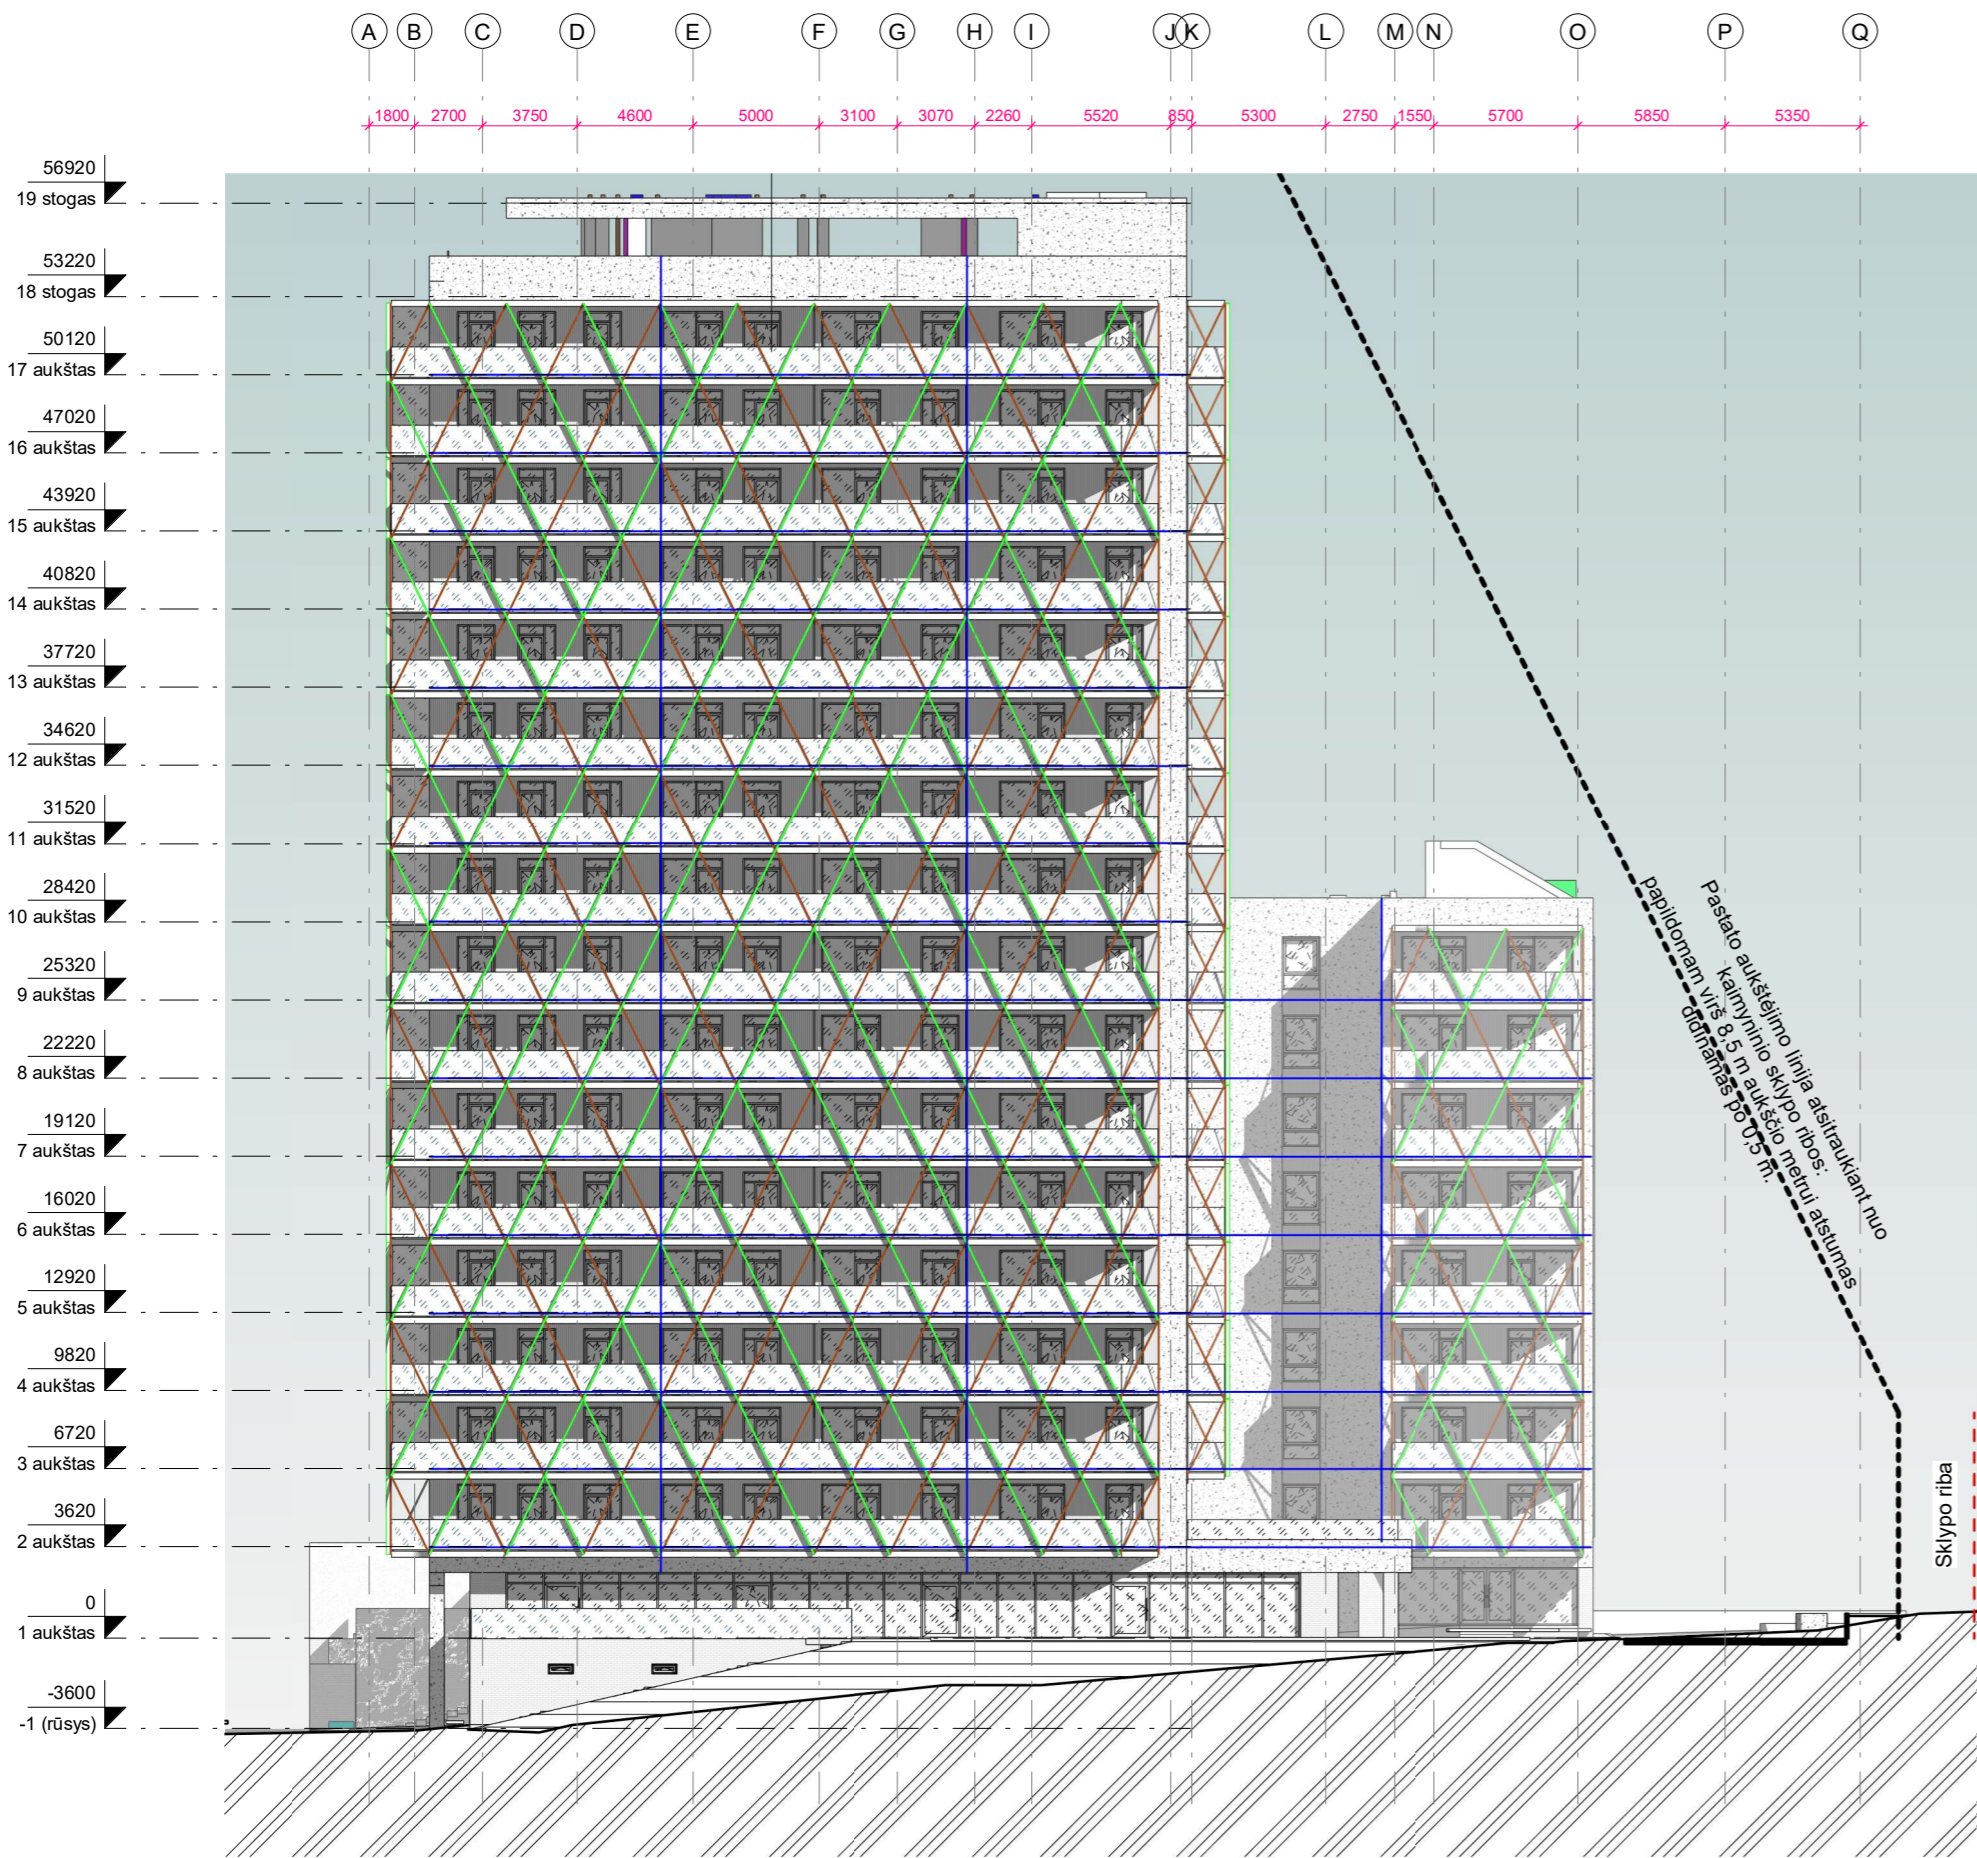 A B C D E F G H I J K L M N O P Q
1800 2700 3750 4600 5000 3100 3070 2260 5520 850 5300 2750 1550 5700 5850 5350
56920
19 stogas
53220
18 stogas
50120
17 aukštas
47020
16 aukštas
43920
15 aukštas
40820
14 aukštas
37720
13 aukštas
34620
12 aukštas
31520
11 aukštas
28420
10 aukštas
25320
9 aukštas
22220
8 aukštas
19120
7 aukštas
16020
6 aukštas
12920
5 aukštas
9820
4 aukštas
6720
3 aukštas
3620
2 aukštas
0
1 aukštas
-3600
-1 (rūsys)
Pastato aukštėjimo linija atsitraukiant nuo
kaimyninio sklypo ribos:
papildomam virš 8,5 m aukščio metrui atstumas
didinamas po 0,5 m.
Sklypo riba